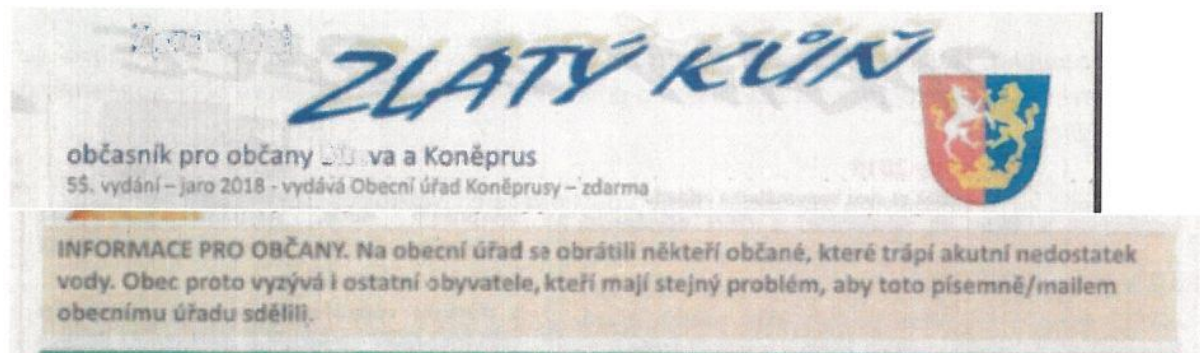 Zpravodaj
ZLATÝ KŮŇ
občasník pro občany va a Koněprus
55. vydání – jaro 2018 - vydává Obecní úřad Koněprusy – zdarma
INFORMACE PRO OBČANY. Na obecní úřad se obrátili někteří občané, které trápí akutní nedostatek
vody. Obec proto vyzývá i ostatní obyvatele, kteří mají stejný problém, aby toto písemně/mailem
obecnímu úřadu sdělili.